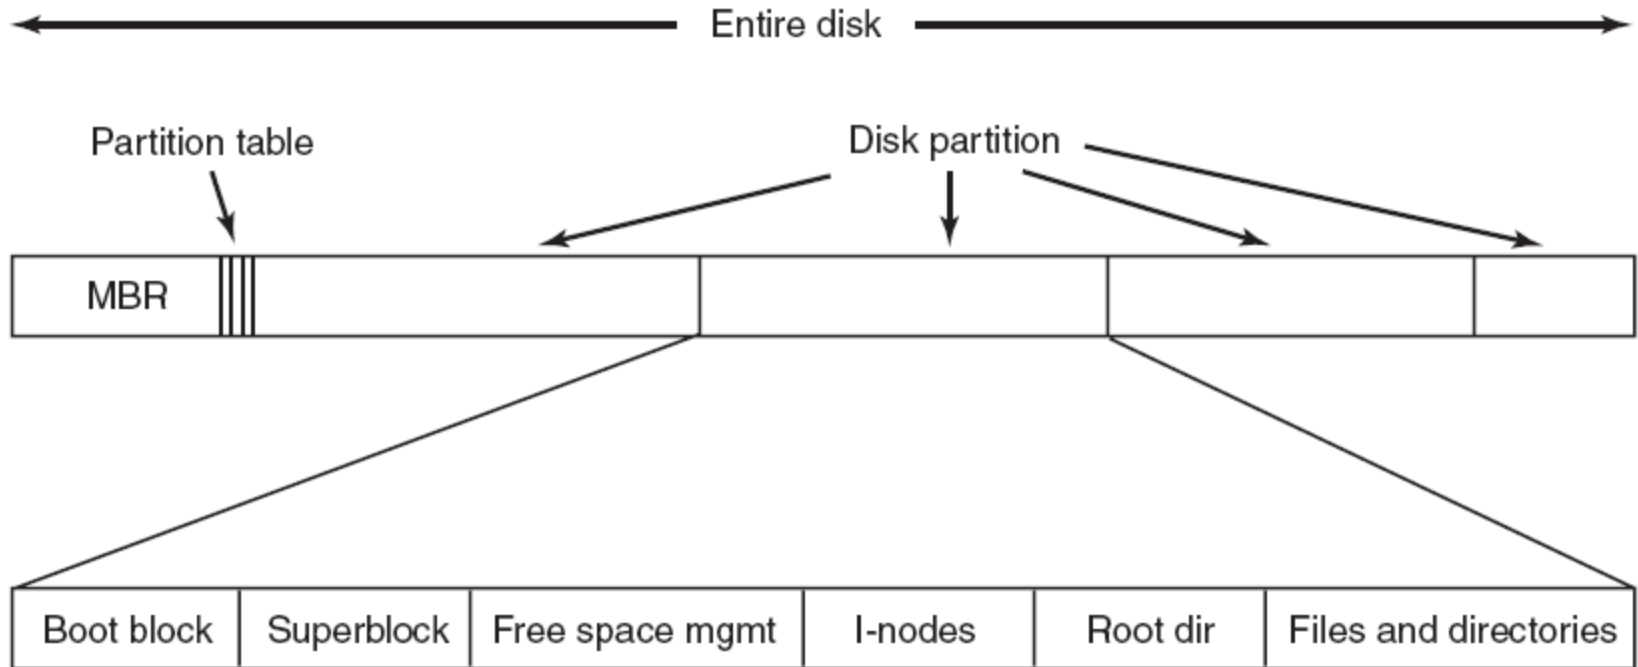 Entire disk
Partition table
Disk partition
MBR
Boot block
Superblock
Free space mgmt
I-nodes
Root dir
Files and directories